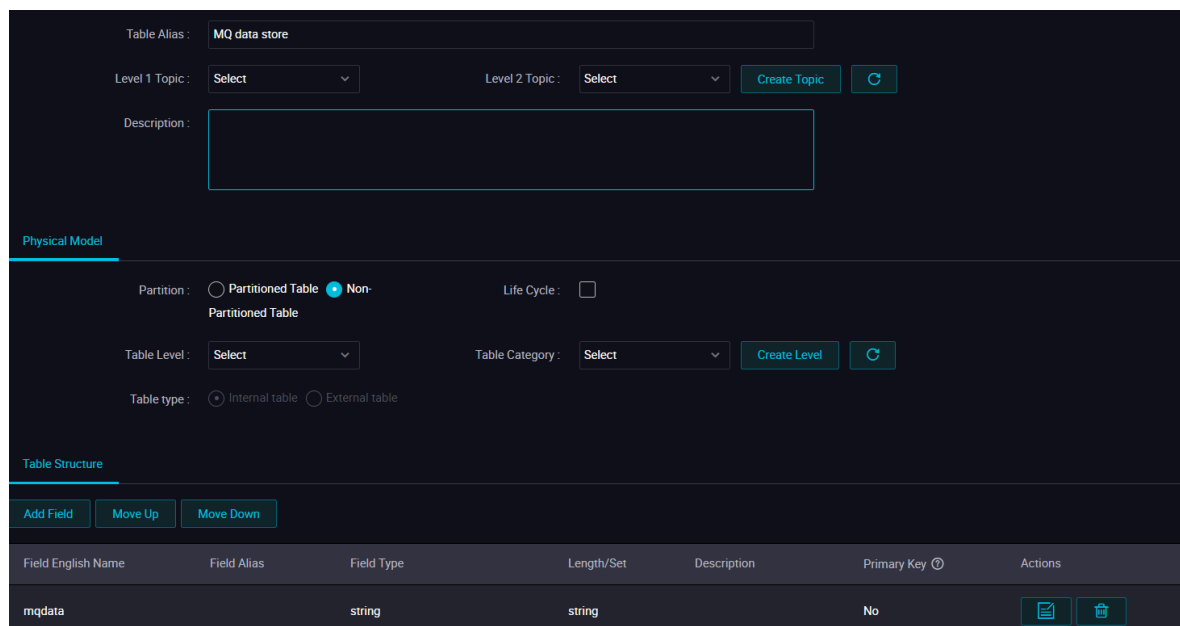 Table Alias : MQ data store
Level 1 Topic : Select Level 2 Topic : Select Create Topic
Description :
Physical Model
Partition : Partitioned Table Non-
Partitioned Table
Life Cycle :
Table Level : Select Table Category : Select Create Level
Table type : Internal table External table
Table Structure
Add Field Move Up Move Down
Field English Name Field Alias Field Type Length/Set Description Primary Key Actions
mqdata string string No